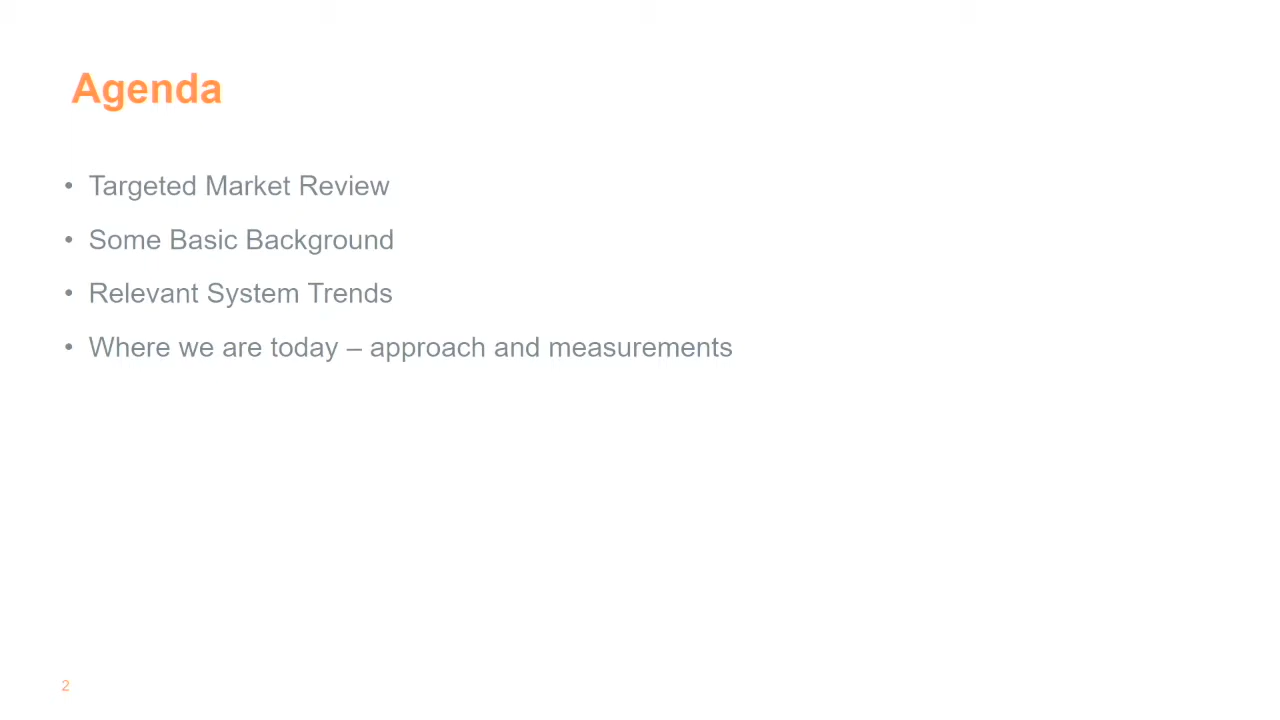 Agenda
• Targeted Market Review
• Some Basic Background
• Relevant System Trends
• Where we are today – approach and measurements
2